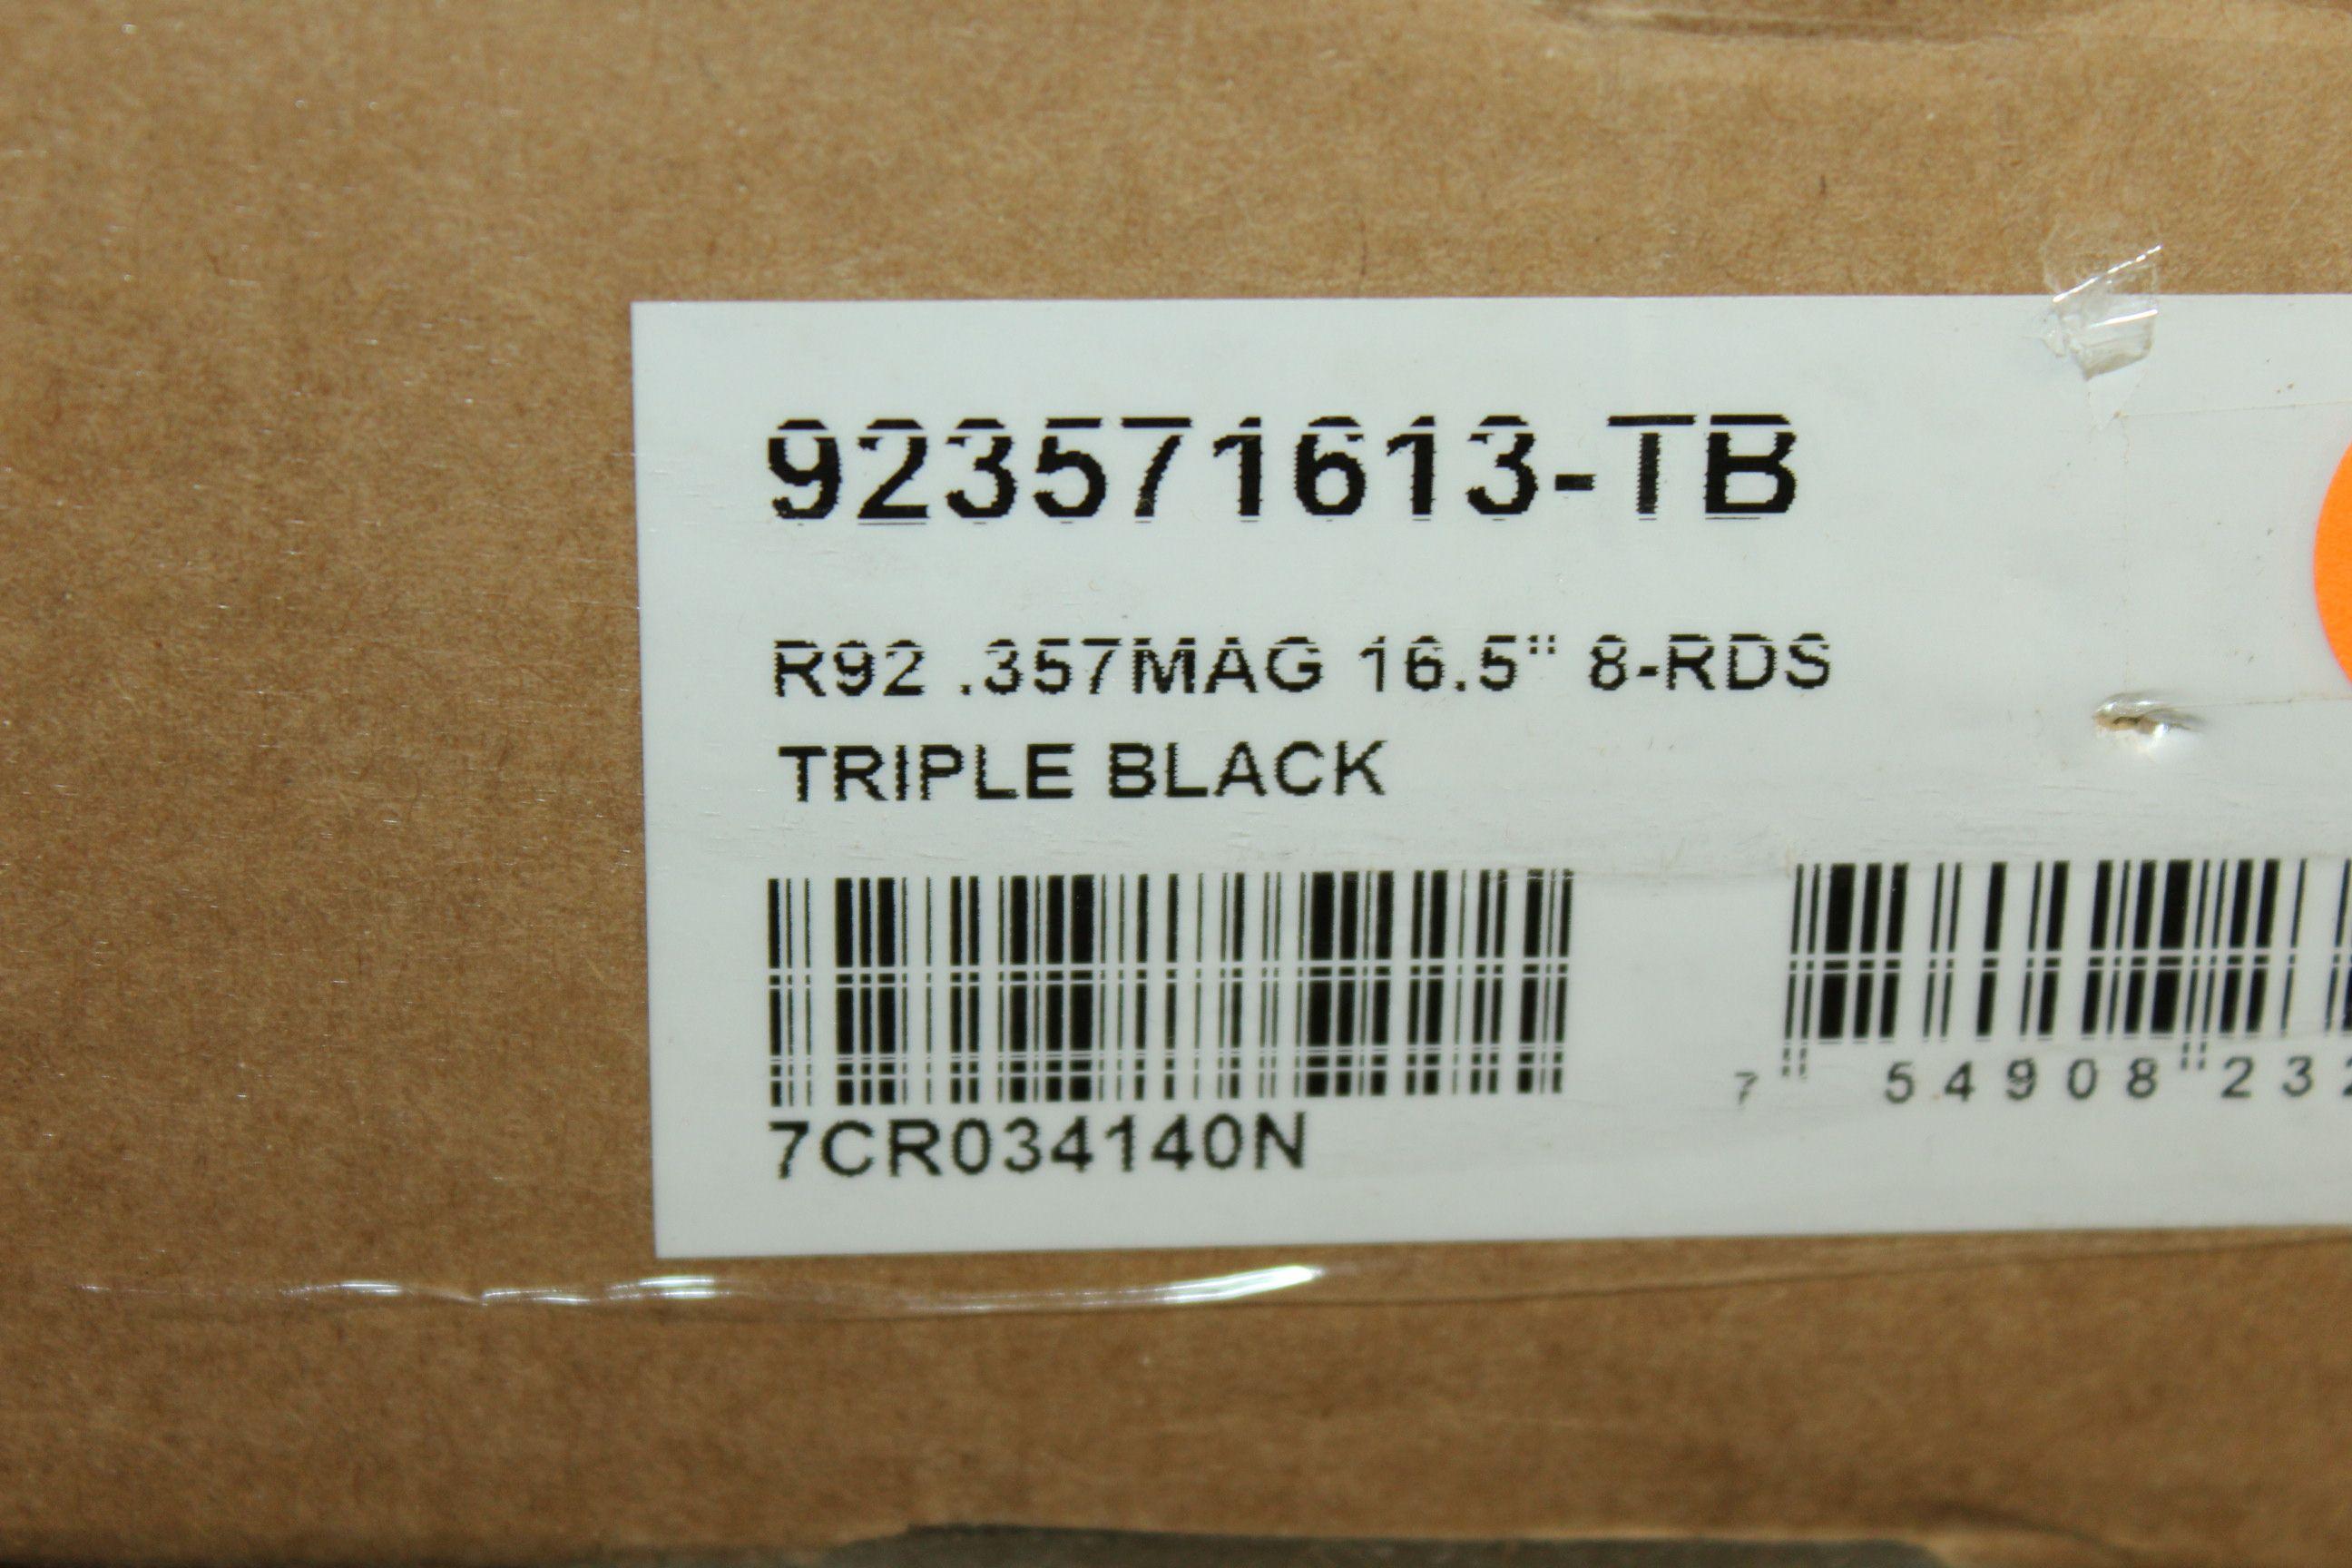 923571613-TB
R92 .357MAG 16.5" 8-RDS
TRIPLE BLACK
7 54908 23
7CR034140N